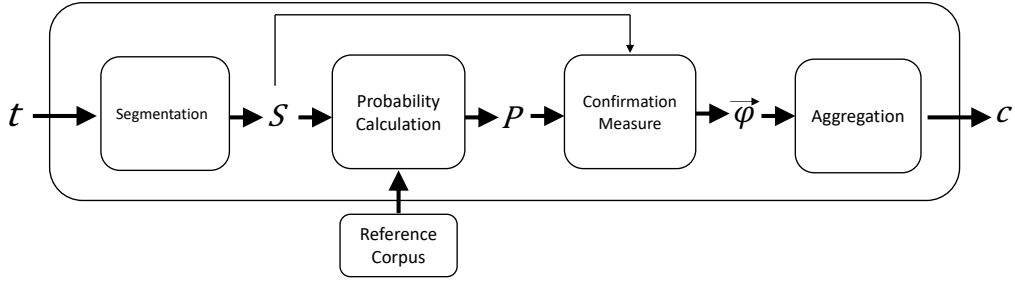 t
Segmentation
S
Probability
Calculation
P
Confirmation
Measure
φ⃗
Aggregation
c
Reference
Corpus